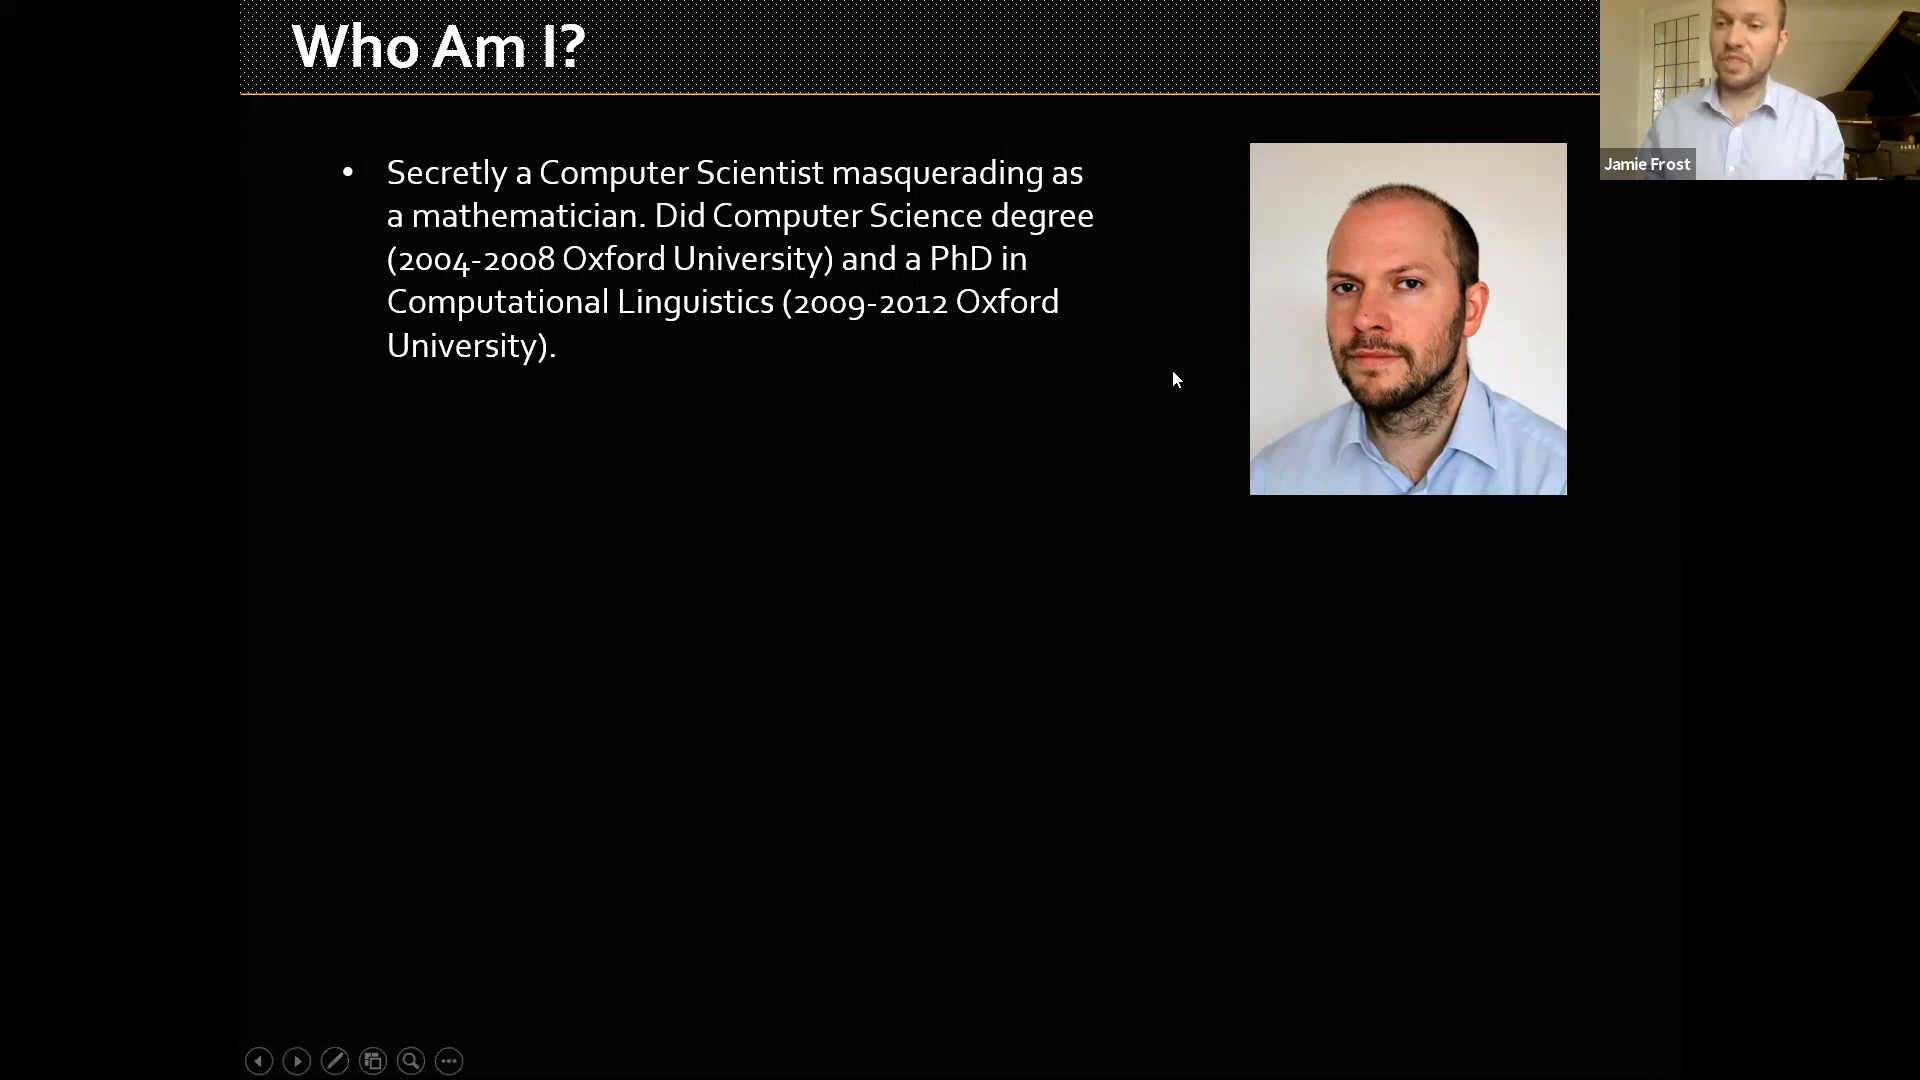 Who Am I?
• Secretly a Computer Scientist masquerading as
a mathematician. Did Computer Science degree
(2004-2008 Oxford University) and a PhD in
Computational Linguistics (2009-2012 Oxford
University).
Jamie Frost